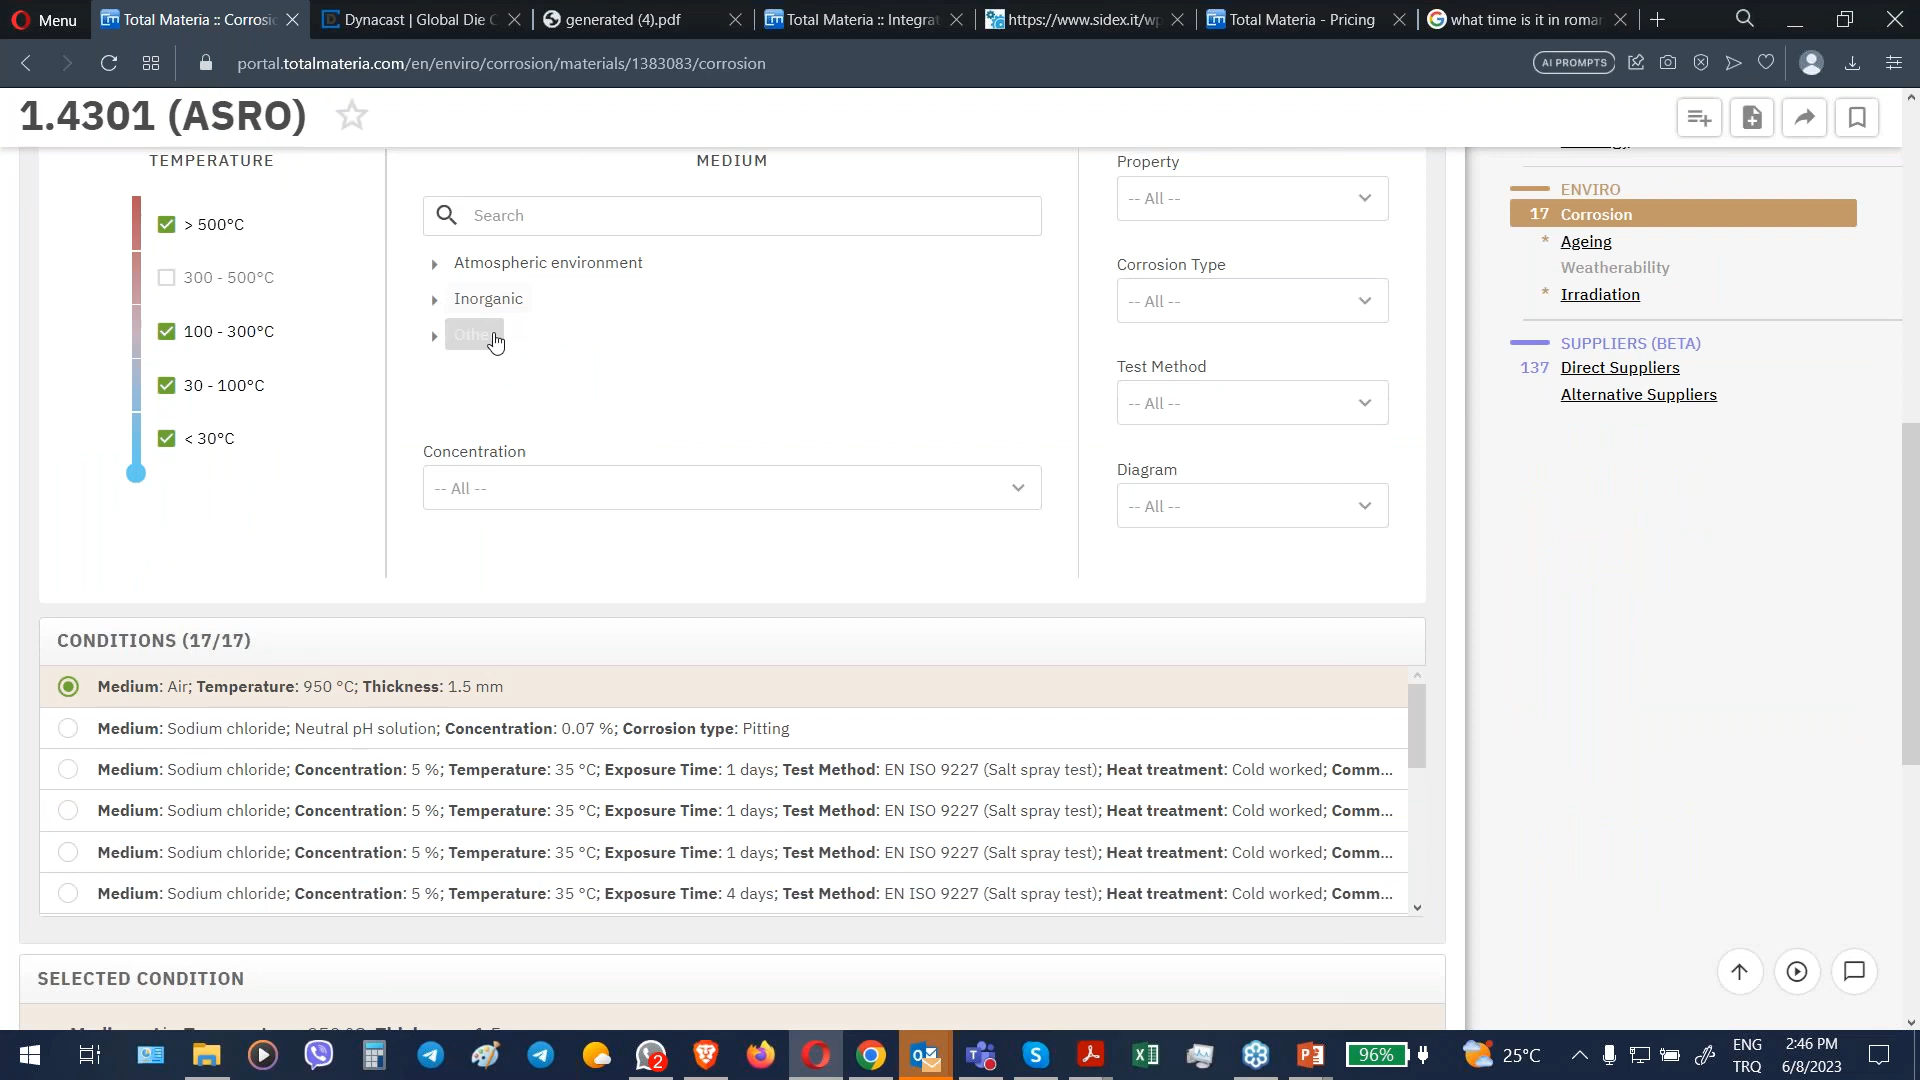 Menu
Total Materia :: Corrosic
Dynacast | Global Die C
generated (4).pdf
Total Materia :: Integrat
https://www.sidex.it/wp
Total Materia - Pricing
what time is it in roman
portal.totalmateria.com/en/enviro/corrosion/materials/1383083/corrosion
AI PROMPTS
1.4301 (ASRO)
TEMPERATURE
> 500°C
300 - 500°C
100 - 300°C
30 - 100°C
< 30°C
MEDIUM
Search
Atmospheric environment
Inorganic
Concentration
-- All --
Property
-- All --
Corrosion Type
-- All --
Test Method
-- All --
Diagram
-- All --
ENVIRO
17 Corrosion
* Ageing
Weatherability
* Irradiation
SUPPLIERS (BETA)
137 Direct Suppliers
Alternative Suppliers
CONDITIONS (17/17)
Medium: Air; Temperature: 950 °C; Thickness: 1.5 mm
Medium: Sodium chloride; Neutral pH solution; Concentration: 0.07 %; Corrosion type: Pitting
Medium: Sodium chloride; Concentration: 5 %; Temperature: 35 °C; Exposure Time: 1 days; Test Method: EN ISO 9227 (Salt spray test); Heat treatment: Cold worked; Comm...
Medium: Sodium chloride; Concentration: 5 %; Temperature: 35 °C; Exposure Time: 1 days; Test Method: EN ISO 9227 (Salt spray test); Heat treatment: Cold worked; Comm...
Medium: Sodium chloride; Concentration: 5 %; Temperature: 35 °C; Exposure Time: 1 days; Test Method: EN ISO 9227 (Salt spray test); Heat treatment: Cold worked; Comm...
Medium: Sodium chloride; Concentration: 5 %; Temperature: 35 °C; Exposure Time: 4 days; Test Method: EN ISO 9227 (Salt spray test); Heat treatment: Cold worked; Comm...
SELECTED CONDITION
2
96%
25°C
ENG
TRQ
2:46 PM
6/8/2023